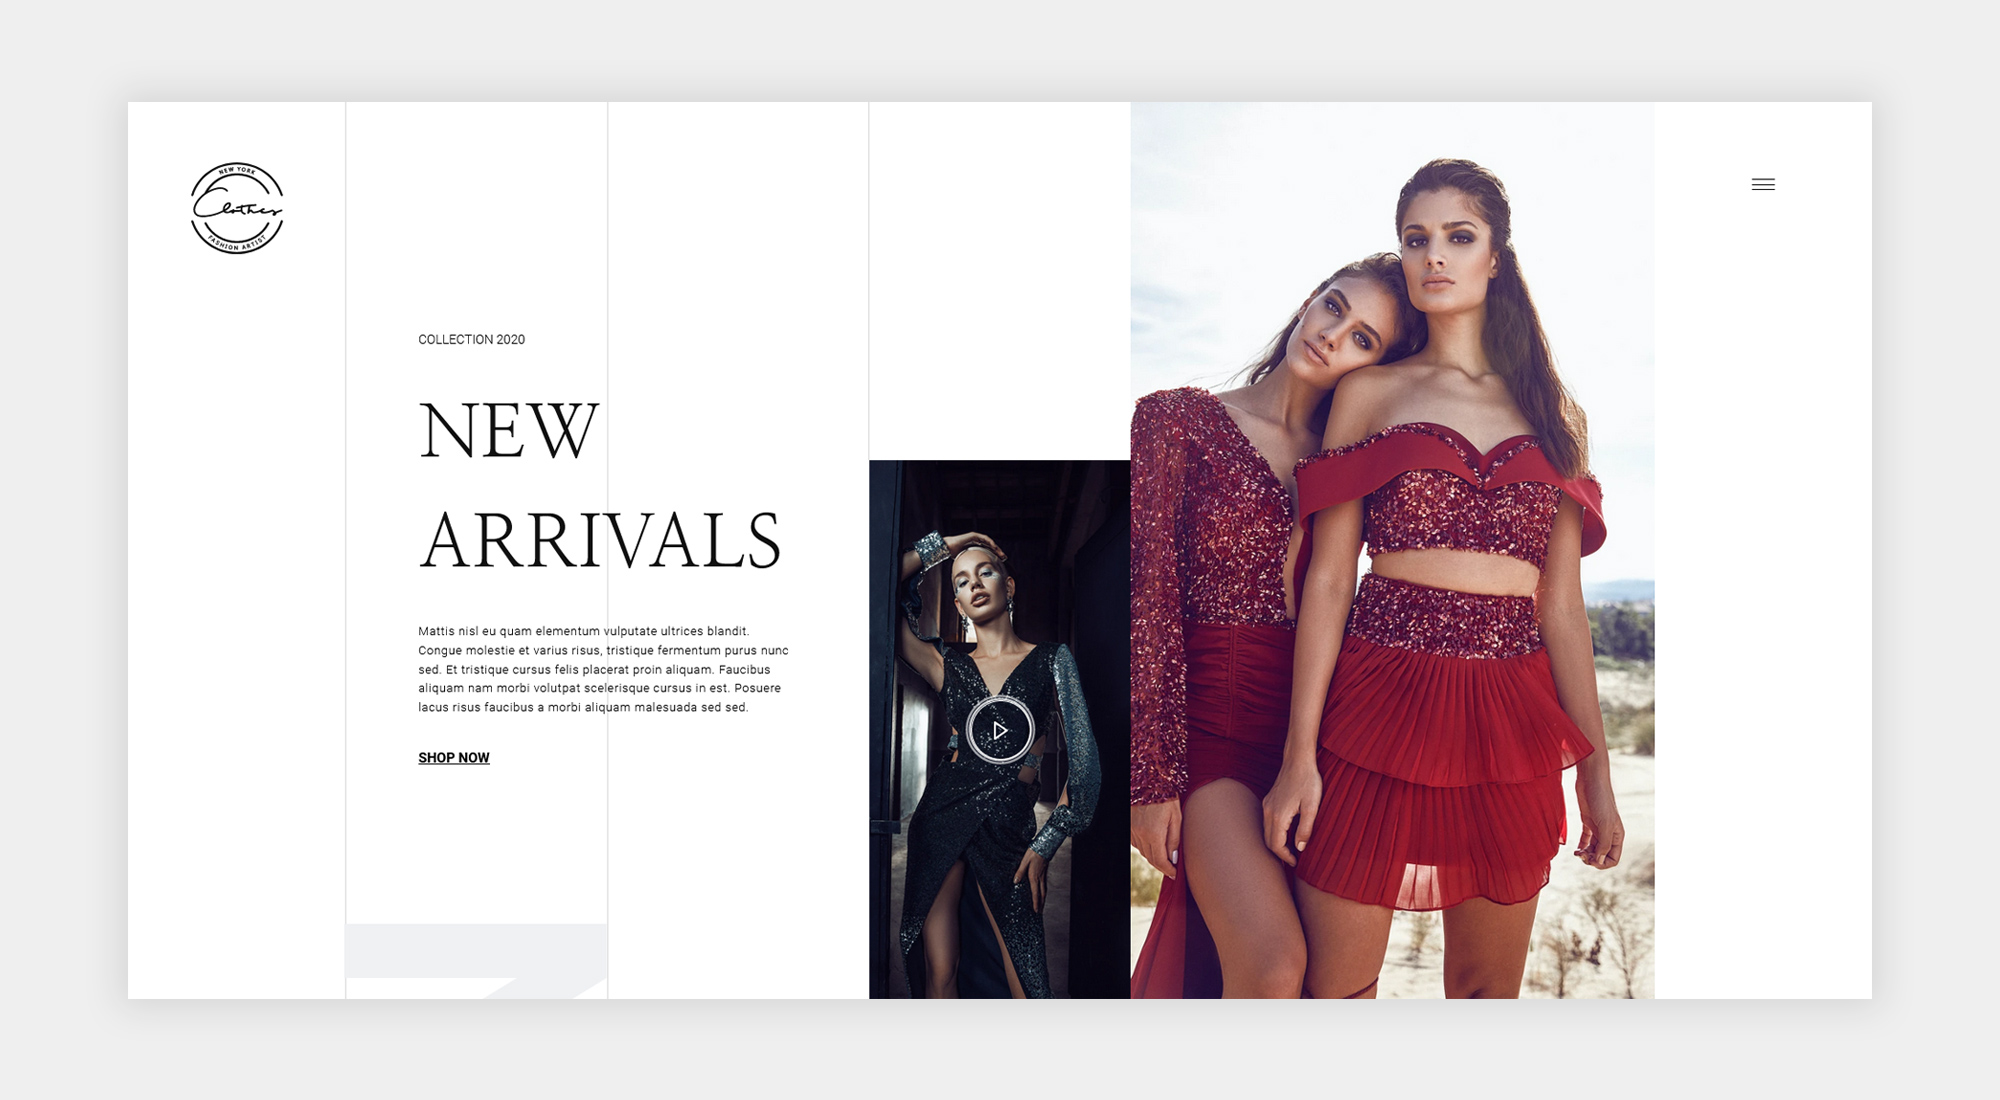 NEW YORK
Clothes
FASHION ARTIST
COLLECTION 2020
NEW
ARRIVALS
Mattis nisl eu quam elementum vulputate ultrices blandit.
Congue molestie et varius risus, tristique fermentum purus nunc
sed. Et tristique cursus felis placerat proin aliquam. Faucibus
aliquam nam morbi volutpat scelerisque cursus in est. Posuere
lacus risus faucibus a morbi aliquam malesuada sed sed.
SHOP NOW